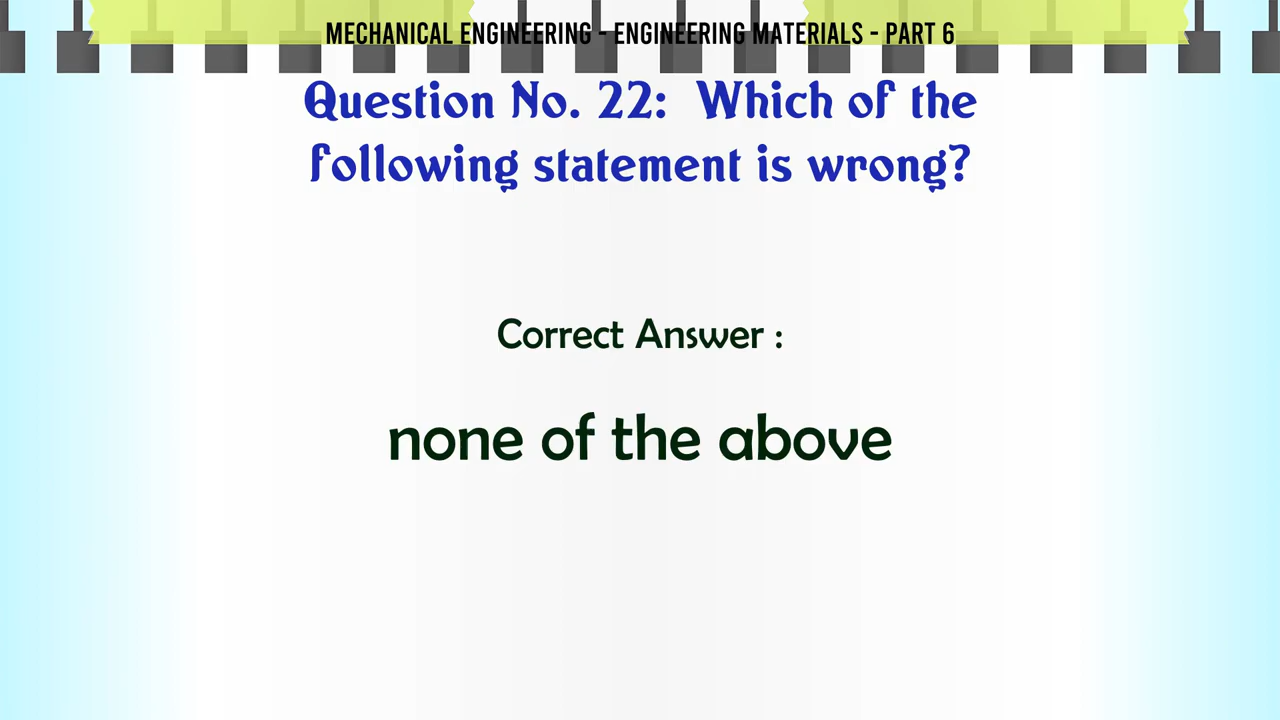 MECHANICAL ENGINEERING - ENGINEERING MATERIALS - PART 6
Question No. 22: Which of the
following statement is wrong?
Correct Answer :
none of the above